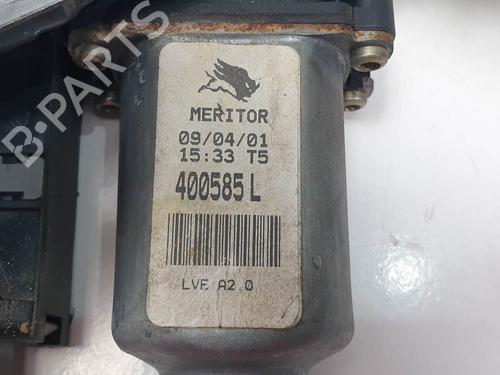 B-PARTS
MERITOR
09/04/01
15:33 T5
400585 L
LVE A2.0